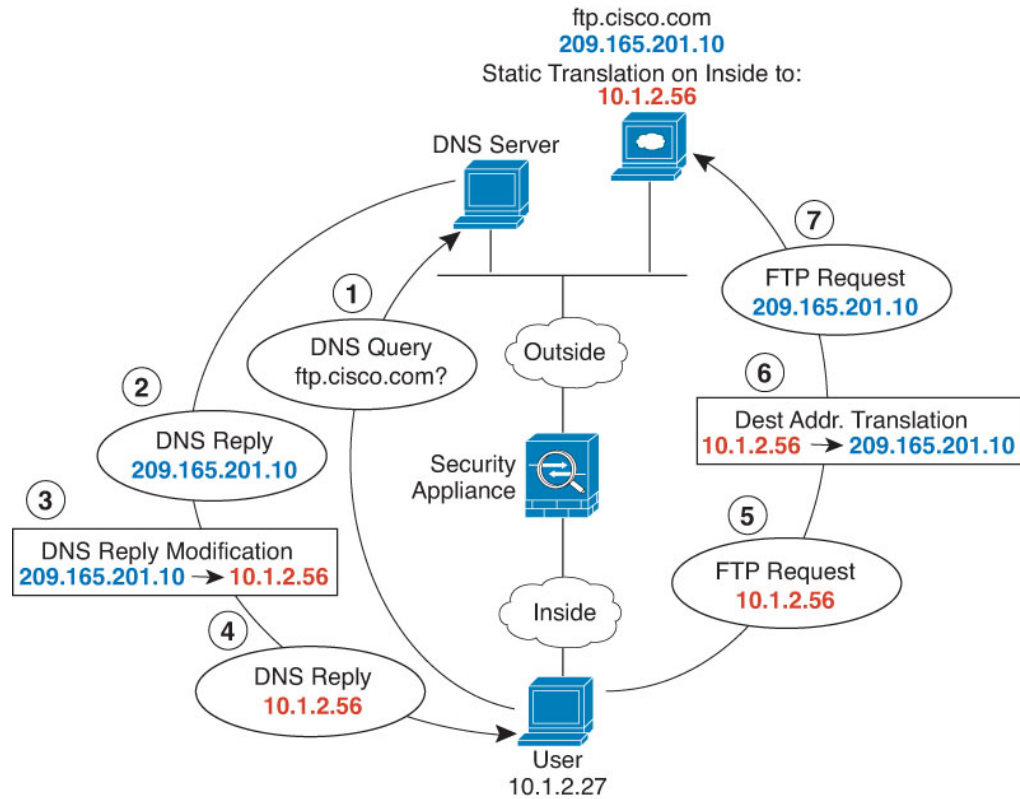 ftp.cisco.com
209.165.201.10
Static Translation on Inside to:
10.1.2.56
DNS Server
7
FTP Request
209.165.201.10
1
DNS Query
ftp.cisco.com?
Outside
2
DNS Reply
209.165.201.10
6
Dest Addr. Translation
10.1.2.56 → 209.165.201.10
Security
Appliance
3
DNS Reply Modification
209.165.201.10 → 10.1.2.56
5
FTP Request
10.1.2.56
Inside
4
DNS Reply
10.1.2.56
User
10.1.2.27